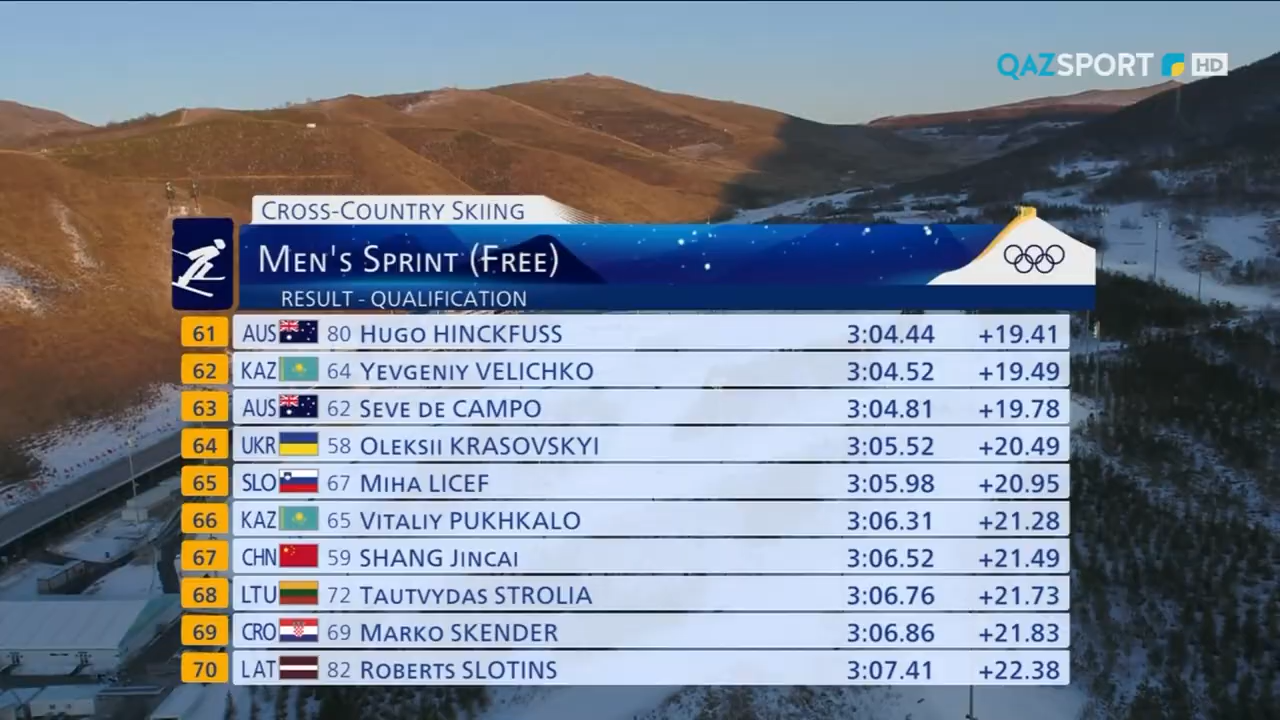 QAZSPORT HD
CROSS-COUNTRY SKIING
MEN'S SPRINT (FREE)
RESULT - QUALIFICATION
61 AUS 80 HUGO HINCKFUSS 3:04.44 +19.41
62 KAZ 64 YEVGENIY VELICHKO 3:04.52 +19.49
63 AUS 62 SEVE DE CAMPO 3:04.81 +19.78
64 UKR 58 OLEKSII KRASOVSKYI 3:05.52 +20.49
65 SLO 67 MIHA LICEF 3:05.98 +20.95
66 KAZ 65 VITALIY PUKHKALO 3:06.31 +21.28
67 CHN 59 SHANG JINCAI 3:06.52 +21.49
68 LTU 72 TAUTVYDAS STROLIA 3:06.76 +21.73
69 CRO 69 MARKO SKENDER 3:06.86 +21.83
70 LAT 82 ROBERTS SLOTINS 3:07.41 +22.38